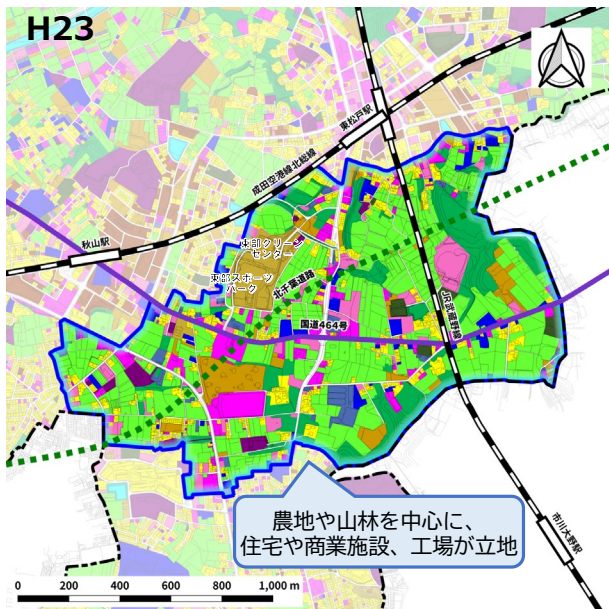 H23
東松戸駅
成田空港線北総線
秋山駅
東部クリーン
センター
東部スポーツ
パーク
北千葉道路
国道464号
JR武蔵野線
農地や山林を中心に、
住宅や商業施設、工場が立地
市川大野駅
0 200 400 600 800 1,000 m